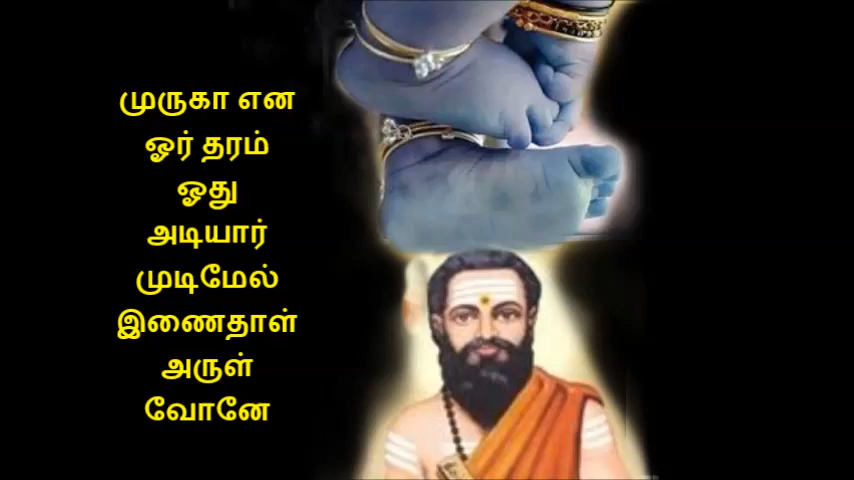 முருகா என
ஓர் தரம்
ஓது
அடியார்
முடிமேல்
இணைதாள்
அருள்
வோனே